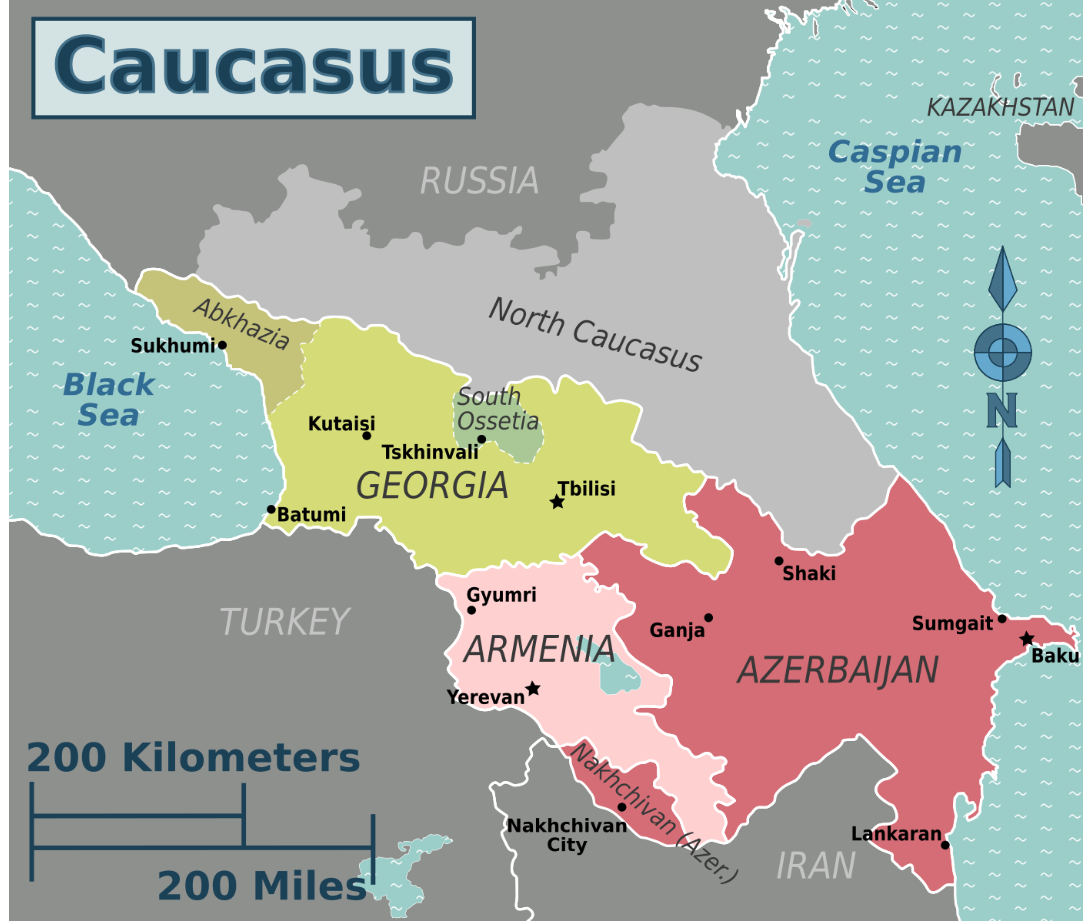 Caucasus
KAZAKHSTAN
Caspian
Sea
RUSSIA
North Caucasus
Abkhazia
Sukhumi
Black
Sea
South
Ossetia
Kutaisi
Tskhinvali
GEORGIA
Tbilisi
Batumi
N
Shaki
Gyumri
TURKEY
Ganja
Sumgait
ARMENIA
Baku
AZERBAIJAN
Yerevan
Nakhchivan (Azer.)
200 Kilometers
Nakhchivan
City
Lankaran
IRAN
200 Miles